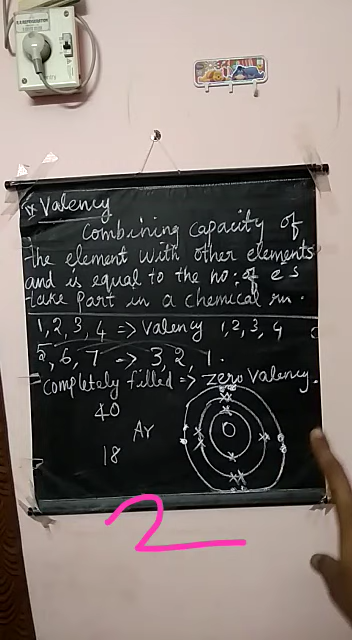 Valency
Combining capacity of
the element with other elements
and is equal to the no: of e⁻s
take part in a chemical rn.
1, 2, 3, 4 => Valency 1, 2, 3, 4
5, 6, 7 => 3, 2, 1.
= completely filled => zero valency.
40
Ar
18
2